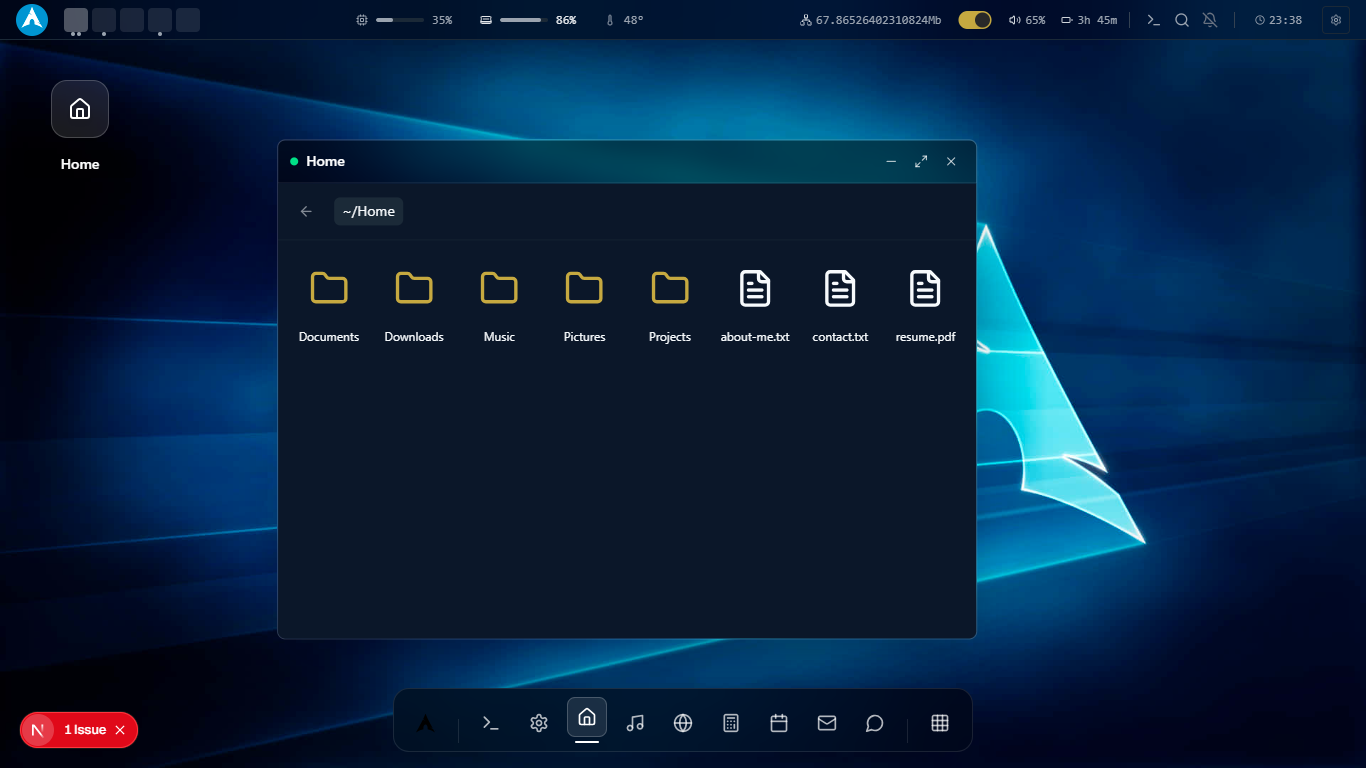 35%
86%
48°
67.86526402310824Mb
65%
3h 45m
23:38
Home
Home
~/Home
Documents
Downloads
Music
Pictures
Projects
about-me.txt
contact.txt
resume.pdf
N
1 Issue